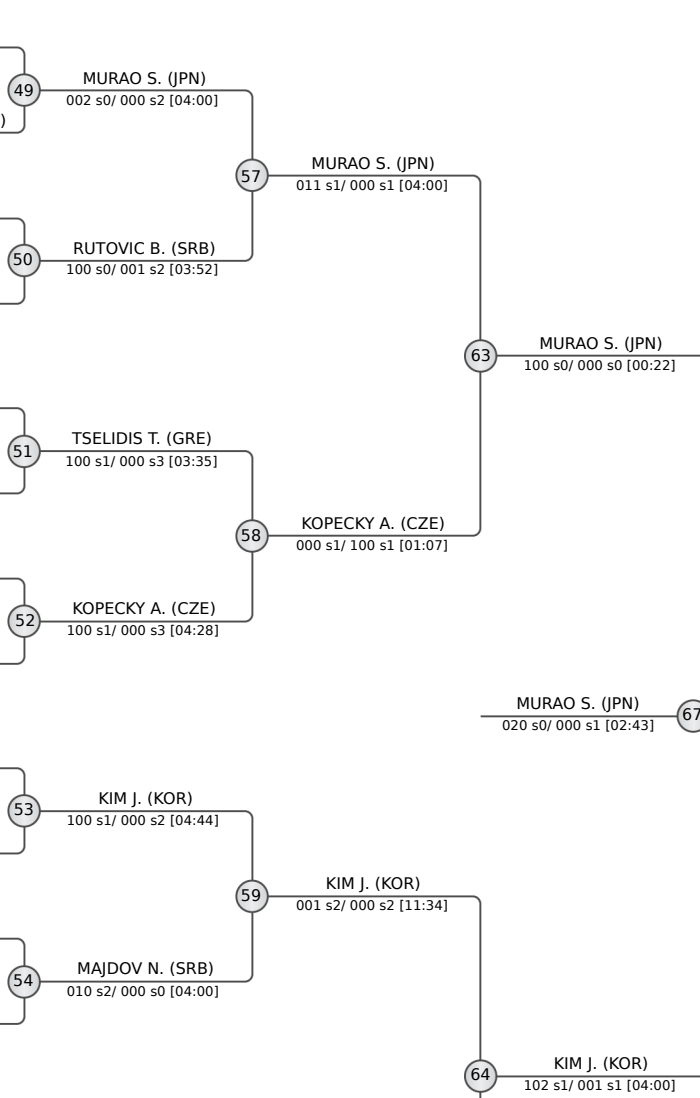 49
MURAO S. (JPN)
002 s0/ 000 s2 [04:00]
)
57
MURAO S. (JPN)
011 s1/ 000 s1 [04:00]
50
RUTOVIC B. (SRB)
100 s0/ 001 s2 [03:52]
63
MURAO S. (JPN)
100 s0/ 000 s0 [00:22]
51
TSELIDIS T. (GRE)
100 s1/ 000 s3 [03:35]
58
KOPECKY A. (CZE)
000 s1/ 100 s1 [01:07]
52
KOPECKY A. (CZE)
100 s1/ 000 s3 [04:28]
MURAO S. (JPN)
020 s0/ 000 s1 [02:43]
67
53
KIM J. (KOR)
100 s1/ 000 s2 [04:44]
59
KIM J. (KOR)
001 s2/ 000 s2 [11:34]
54
MAJDOV N. (SRB)
010 s2/ 000 s0 [04:00]
64
KIM J. (KOR)
102 s1/ 001 s1 [04:00]